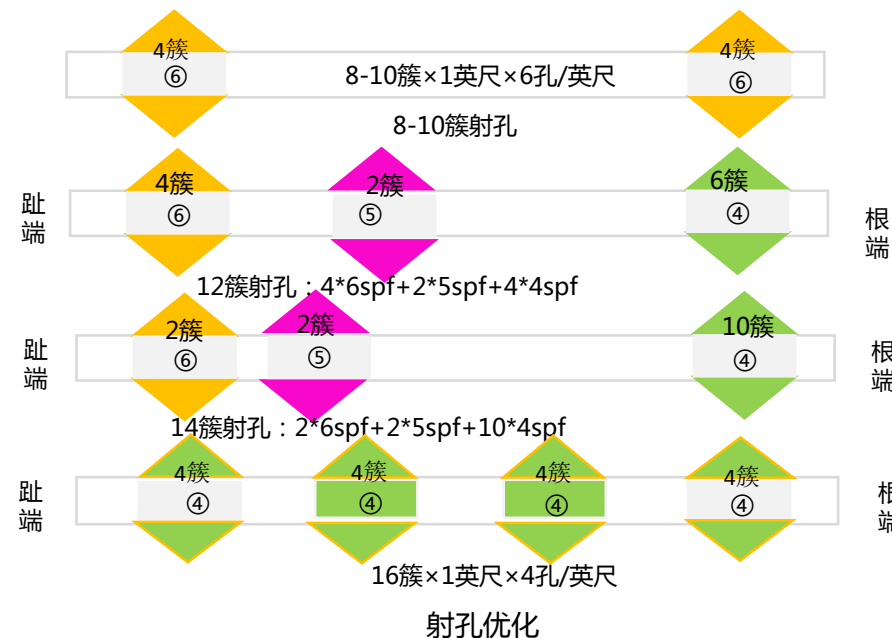 4簇
4簇
⑥
8-10簇×1英尺×6孔/英尺
⑥
8-10簇射孔
4簇
2簇
6簇
趾端
⑥
⑤
④
根端
12簇射孔：4*6spf+2*5spf+4*4spf
2簇
2簇
10簇
趾端
⑥
⑤
④
根端
14簇射孔：2*6spf+2*5spf+10*4spf
4簇
4簇
4簇
4簇
趾端
④
④
④
④
根端
16簇×1英尺×4孔/英尺
射孔优化